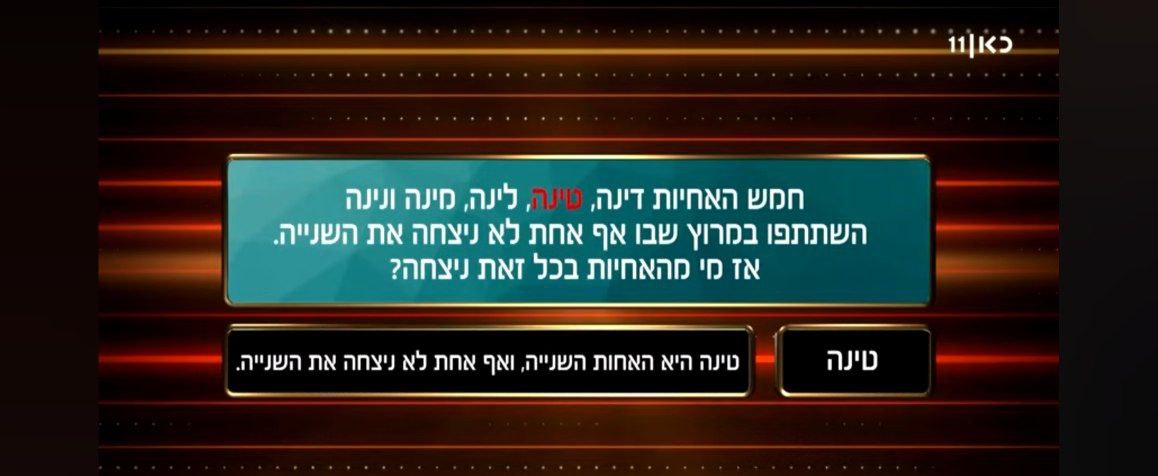 כאן|11
חמש האחיות דינה, טינה, לינה, מינה ונינה
השתתפו במרוץ שבו אף אחת לא ניצחה את השנייה.
אז מי מהאחיות בכל זאת ניצחה?
טינה
טינה היא האחות השנייה, ואף אחת לא ניצחה את השנייה.